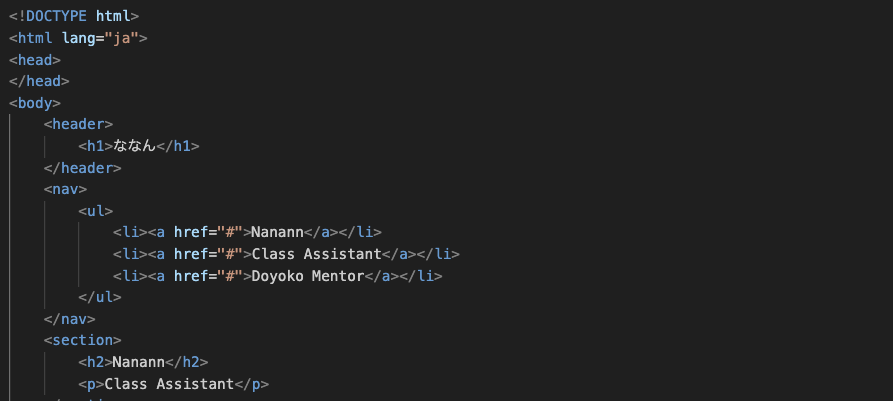 <!DOCTYPE html>
<html lang="ja">
<head>
</head>
<body>
<header>
<h1>ななん</h1>
</header>
<nav>
<ul>
<li><a href="#">Nanann</a></li>
<li><a href="#">Class Assistant</a></li>
<li><a href="#">Doyoko Mentor</a></li>
</ul>
</nav>
<section>
<h2>Nanann</h2>
<p>Class Assistant</p>